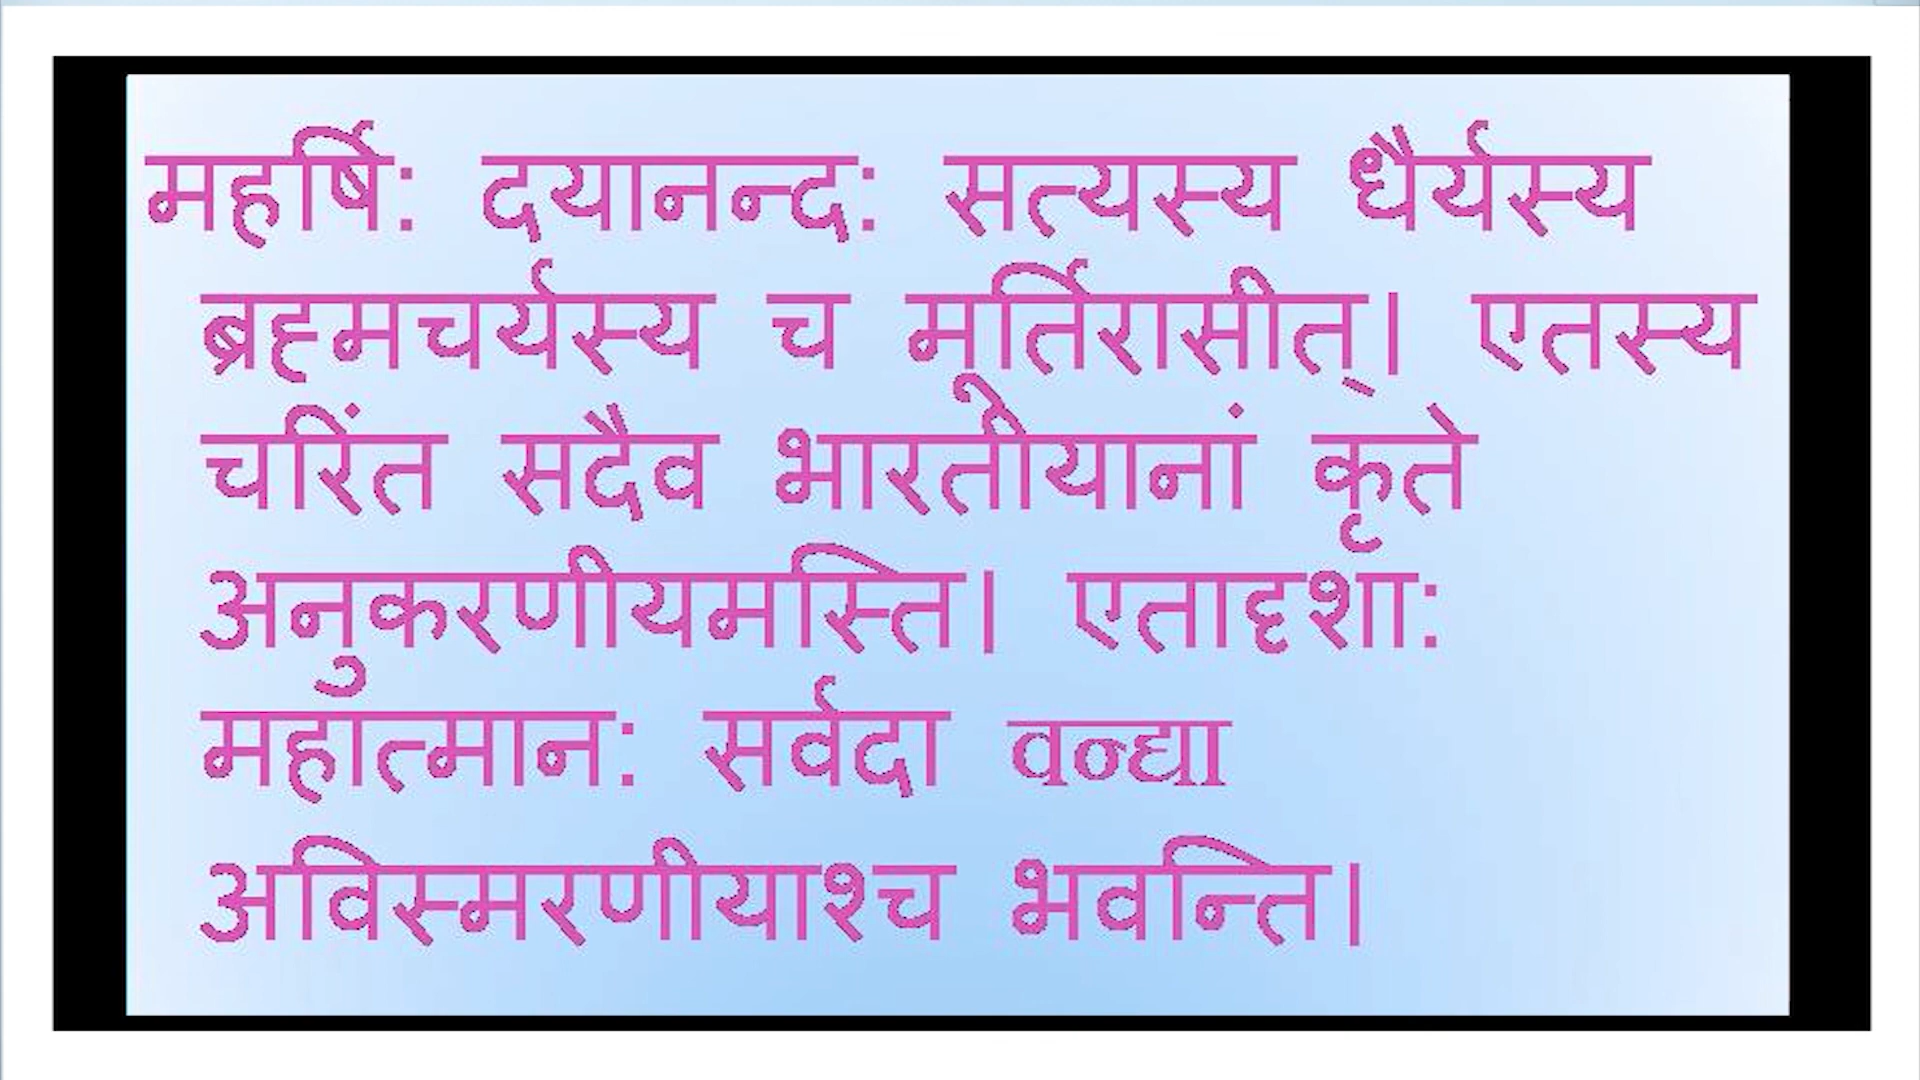 महर्षि: दयानन्द: सत्यस्य धैर्यस्य
ब्रह्मचर्यस्य च मूर्तिरासीत्। एतस्य
चरिंत सदैव भारतीयानां कृते
अनुकरणीयमस्ति। एतादृशा:
महात्मान: सर्वदा वन्द्या
अविस्मरणीयाश्च भवन्ति।